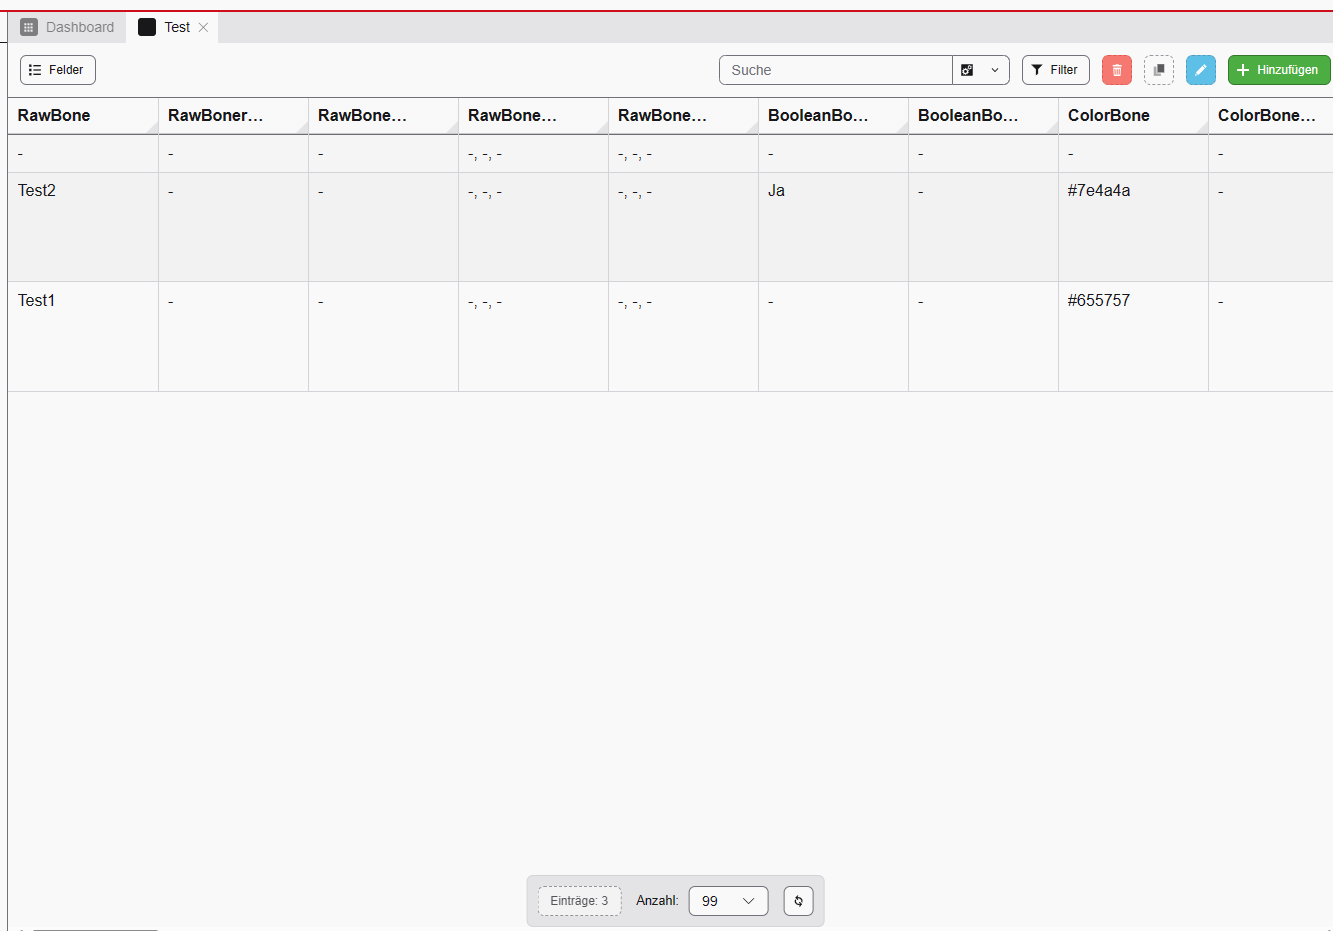 Dashboard Test
Felder Suche Filter Hinzufügen
RawBone RawBoner... RawBone... RawBone... RawBone... BooleanBo... BooleanBo... ColorBone ColorBone...
- - - -, -, - -, -, - - - - -
Test2 - - -, -, - -, -, - Ja - #7e4a4a -
Test1 - - -, -, - -, -, - - - #655757 -
Einträge: 3 Anzahl: 99